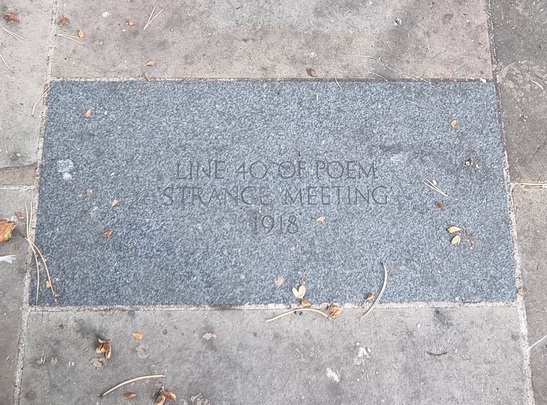 LINE 40 OF POEM
STRANGE MEETING
1918